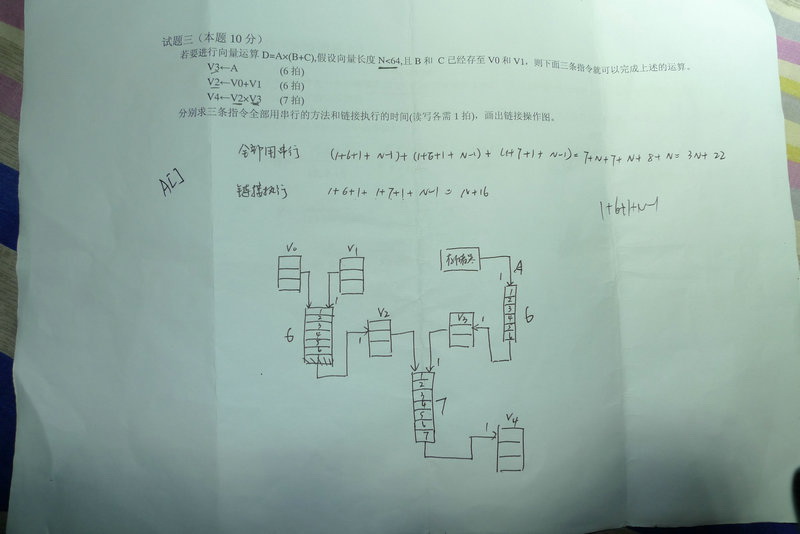 试题三(本题10分)
若要进行向量运算 D=A×(B+C),假设向量长度 N<64,且 B 和 C 已经存至 V0 和 V1,则下面三条指令就可以完成上述的运算。
V3←A (6拍)
V2←V0+V1 (6拍)
V4←V2×V3 (7拍)
分别求三条指令全部用串行的方法和链接执行的时间(读写各需1拍),画出链接操作图。
全部用串行 (1+6+1+N-1)+(1+6+1+N-1)+(1+7+1+N-1)=7+N+7+N+8+N=3N+22
A[]
链接执行 1+6+1+1+7+1+N-1=N+16
1+6+1+N-1
V0 V1
存储器 A
1
1
1 2 3 4 5 6
6
1 2 3 4 5 6
6
V2
1
V3
1
1
1 2 3 4 5 6 7
7
V4
1